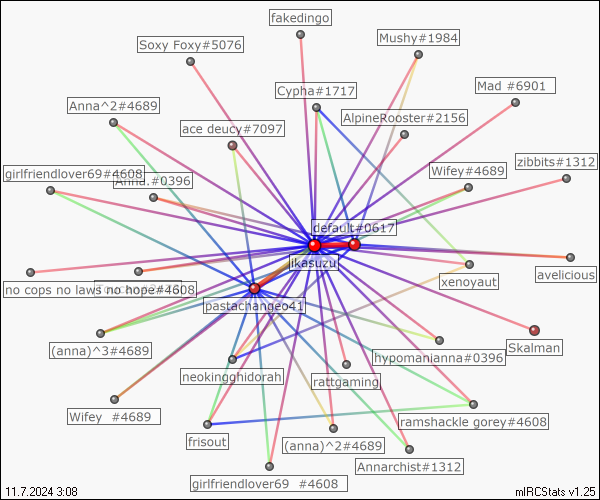 fakedingo
Mushy#1984
Soxy Foxy#5076
Mad #6901
Cypha#1717
Anna^2#4689
AlpineRooster#2156
ace deucy#7097
zibbits#1312
Wifey#4689
girlfriendlover69#4608
Anna.#0396
default#0617
ikasuzu
avelicious
xenoyaut
no cops no laws no hope#4608
pastachangeo41
Skalman
(anna)^3#4689
hypomanianna#0396
neokingghidorah
rattgaming
Wifey #4689
ramshackle gorey#4608
frisout
(anna)^2#4689
Annarchist#1312
girlfriendlover69 #4608
11.7.2024 3:08
mIRCStats v1.25